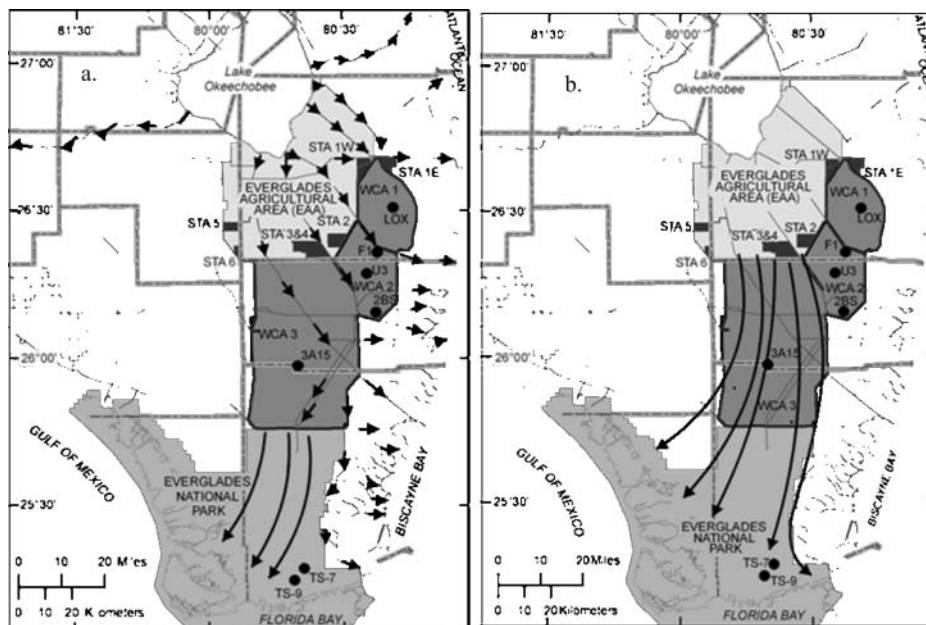 81°30'
80°00'
80°30'
ATLANTIC OCEAN
27°00'
a.
Lake
Okeechobee
STA 1W
STA 1E
EVERGLADES
AGRICULTURAL
AREA (EAA)
WCA 1
LOX
26°30'
STA 5
STA 2
STA 3&4
F1
STA 6
U3
WCA 2
2BS
WCA 3
26°00'
3A15
GULF OF MEXICO
BISCAYNE BAY
EVERGLADES
NATIONAL
PARK
25°30'
0 10 20 Miles
TS-7
TS-9
0 10 20 Kilometers
FLORIDA BAY
81°30'
80°00'
80°30'
27°00'
b.
Lake
Okeechobee
STA 1W
STA 1E
EVERGLADES
AGRICULTURAL
AREA (EAA)
WCA 1
LOX
26°30'
STA 5
STA 2
STA 3&4
F1
STA 6
U3
WCA 2
2BS
26°00'
3A15
WCA 3
GULF OF MEXICO
BISCAYNE BAY
25°30'
EVERGLADES
NATIONAL
PARK
0 10 20 Miles
TS-7
TS-9
0 10 20 Kilometers
FLORIDA BAY